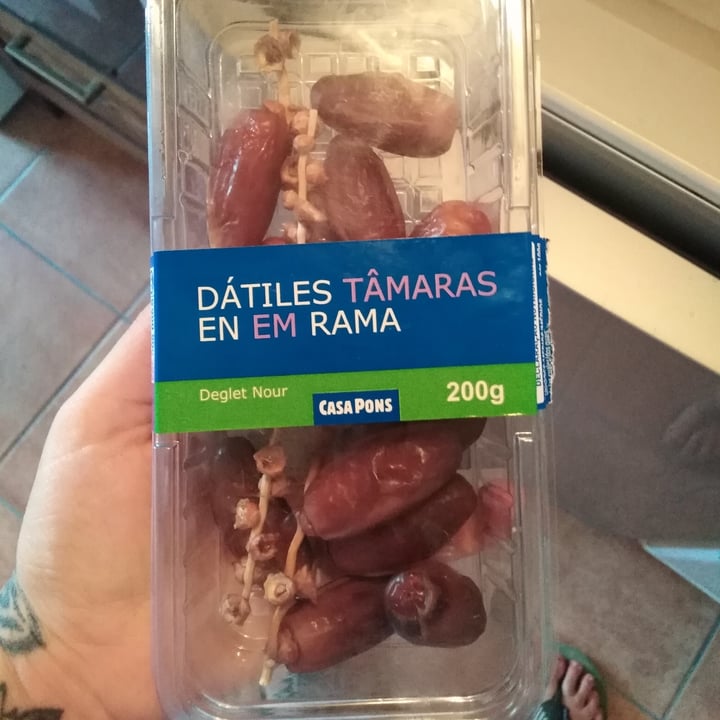 DÁTILES TÂMARAS
EN EM RAMA
Deglet Nour
CASA PONS
200g